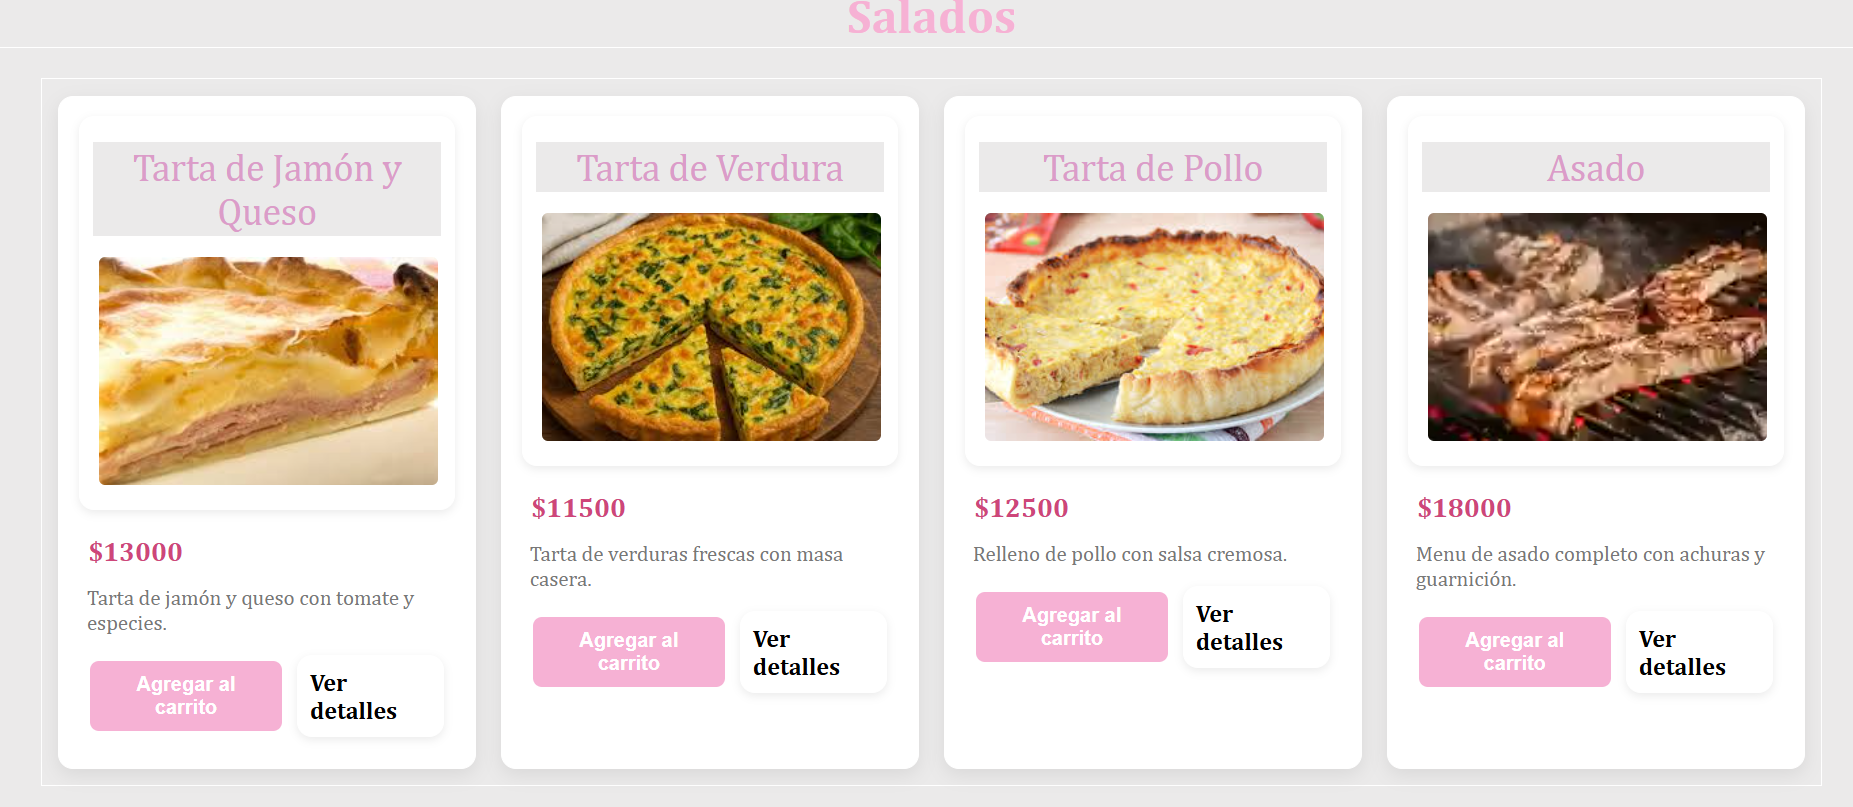 Salados
Tarta de Jamón y
Queso
$13000
Tarta de jamón y queso con tomate y
especies.
Agregar al
carrito
Ver
detalles
Tarta de Verdura
$11500
Tarta de verduras frescas con masa
casera.
Agregar al
carrito
Ver
detalles
Tarta de Pollo
$12500
Relleno de pollo con salsa cremosa.
Agregar al
carrito
Ver
detalles
Asado
$18000
Menu de asado completo con achuras y
guarnición.
Agregar al
carrito
Ver
detalles